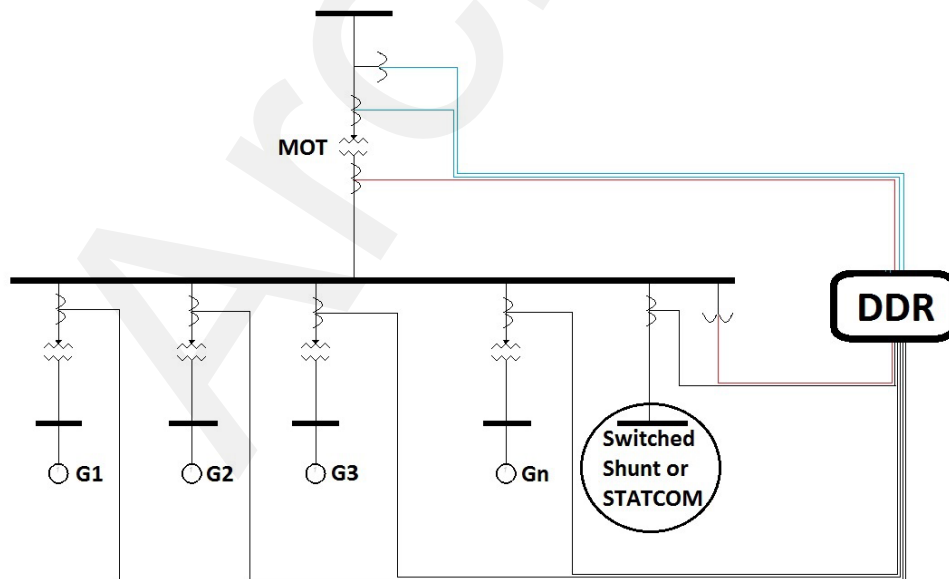 MOT
DDR
G1
G2
G3
Gn
Switched
Shunt or
STATCOM